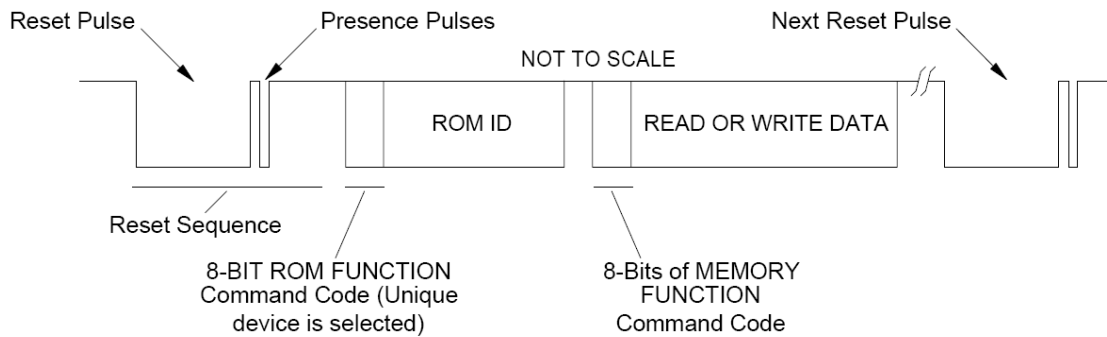 Reset Pulse
Presence Pulses
Next Reset Pulse
NOT TO SCALE
ROM ID
READ OR WRITE DATA
Reset Sequence
8-BIT ROM FUNCTION
Command Code (Unique
device is selected)
8-Bits of MEMORY
FUNCTION
Command Code